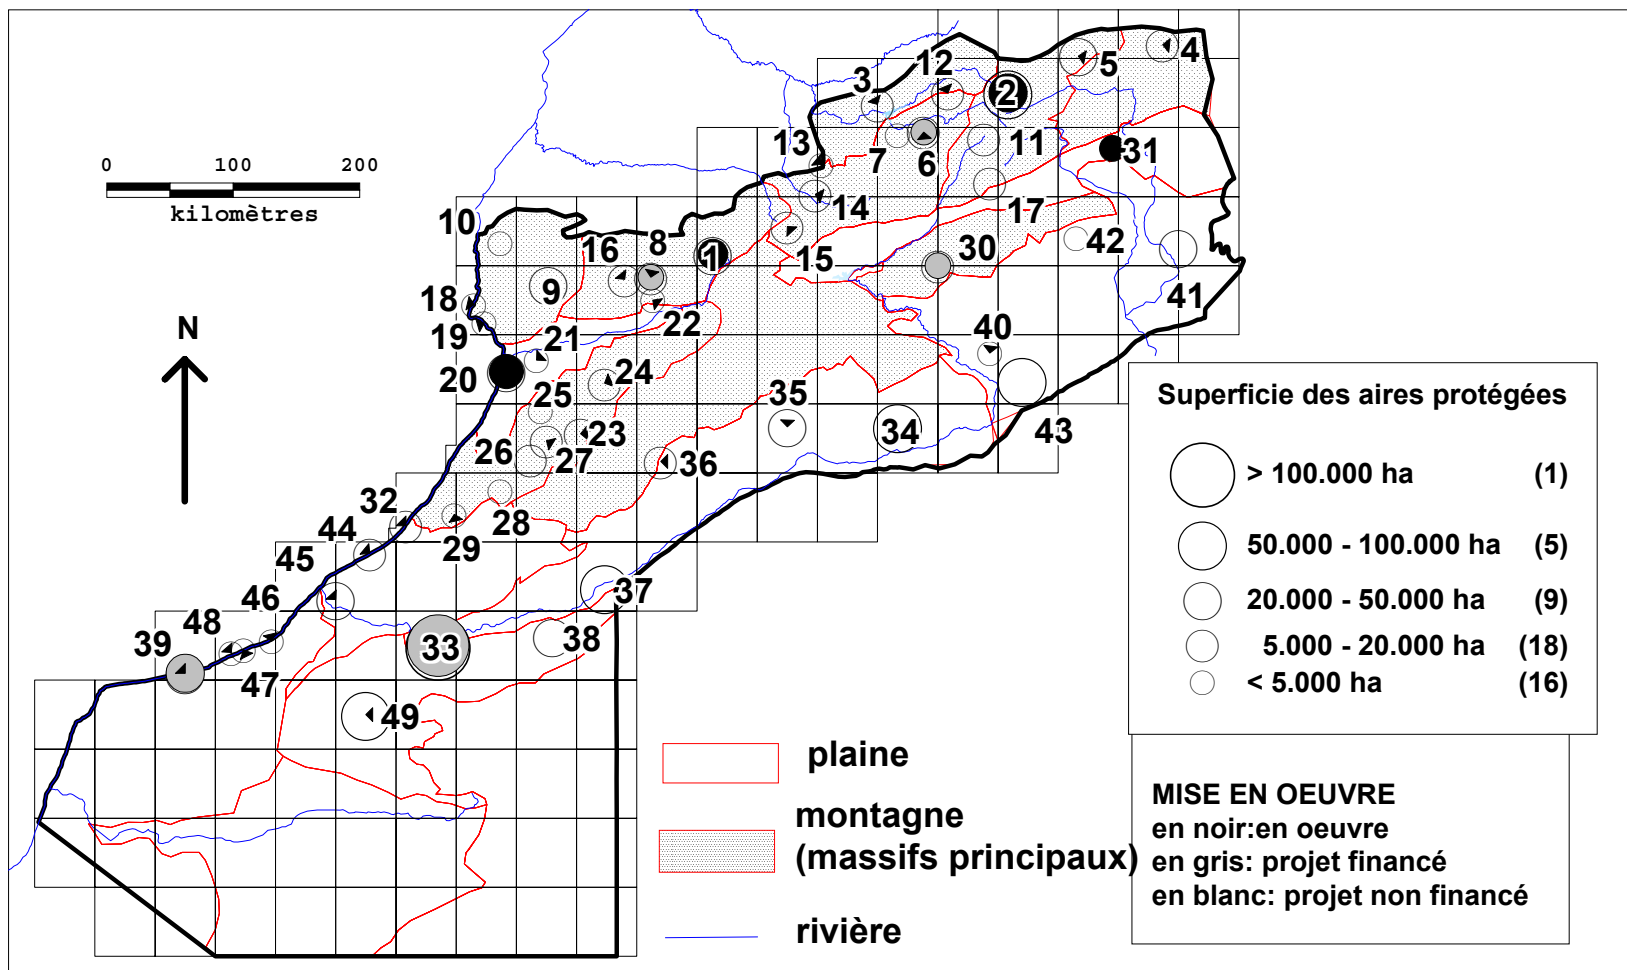 0 100 200
kilomètres
N
1
2
3
4
5
6
7
8
9
10
11
12
13
14
15
16
17
18
19
20
21
22
23
24
25
26
27
28
29
30
31
32
33
34
35
36
37
38
39
40
41
42
43
44
45
46
47
48
49
Superficie des aires protégées
> 100.000 ha (1)
50.000 - 100.000 ha (5)
20.000 - 50.000 ha (9)
5.000 - 20.000 ha (18)
< 5.000 ha (16)
plaine
montagne
(massifs principaux)
rivière
MISE EN OEUVRE
en noir:en oeuvre
en gris: projet financé
en blanc: projet non financé